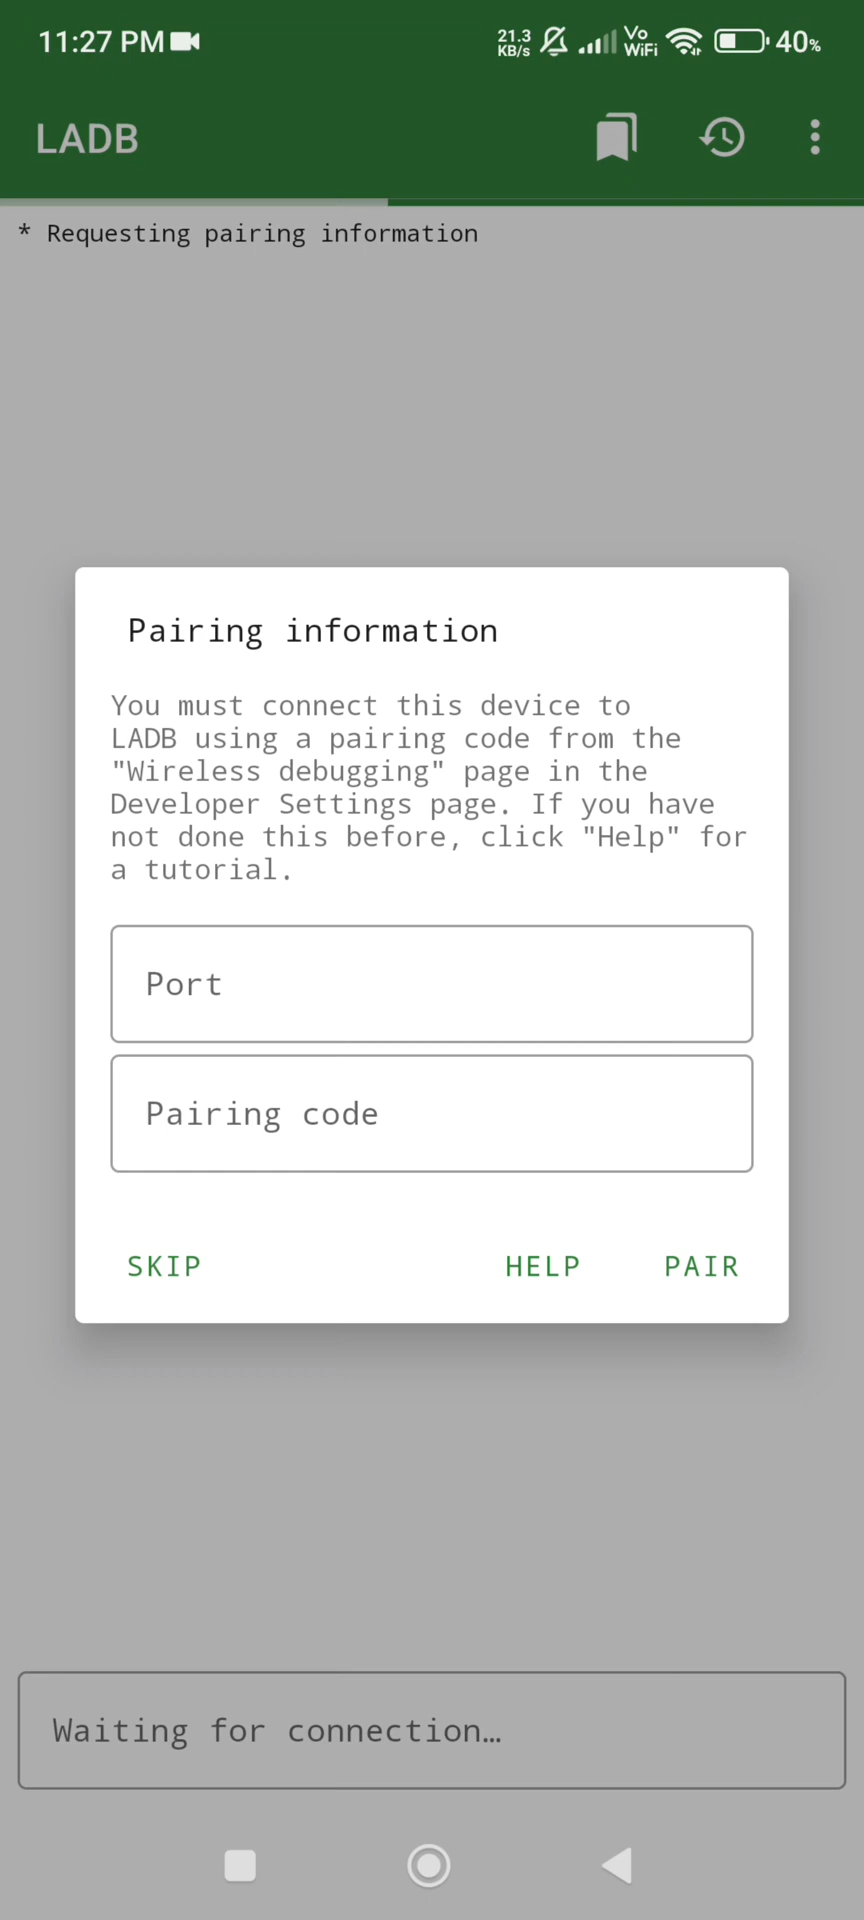 11:27 PM 21.3 KB/s Vo WiFi 40%
LADB
* Requesting pairing information
Pairing information
You must connect this device to
LADB using a pairing code from the
"Wireless debugging" page in the
Developer Settings page. If you have
not done this before, click "Help" for
a tutorial.
Port
Pairing code
SKIP HELP PAIR
Waiting for connection…